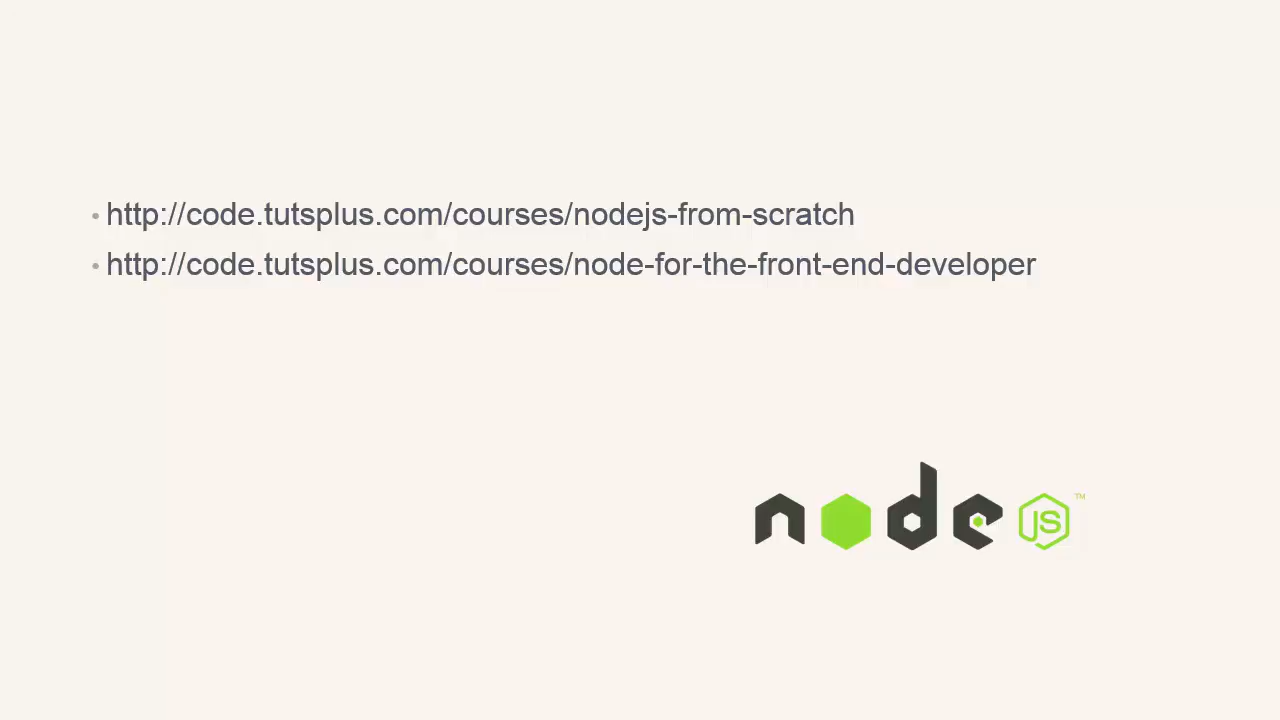 • http://code.tutsplus.com/courses/nodejs-from-scratch
• http://code.tutsplus.com/courses/node-for-the-front-end-developer
node JS ™